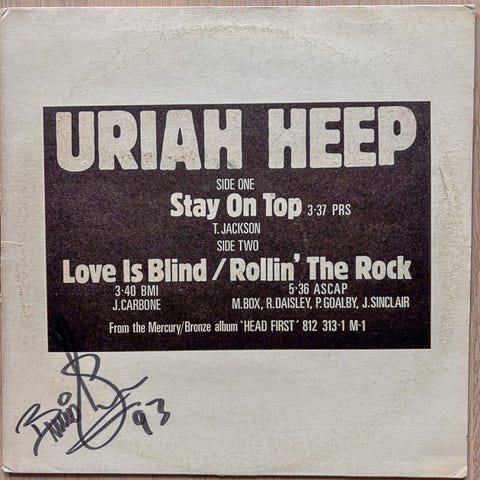 URIAH HEEP
SIDE ONE
Stay On Top 3·37 PRS
T. JACKSON
SIDE TWO
Love Is Blind / Rollin' The Rock
3·40 BMI 5·36 ASCAP
J. CARBONE M. BOX, R. DAISLEY, P. GOALBY, J. SINCLAIR
From the Mercury/Bronze album 'HEAD FIRST' 812 313-1 M-1
93